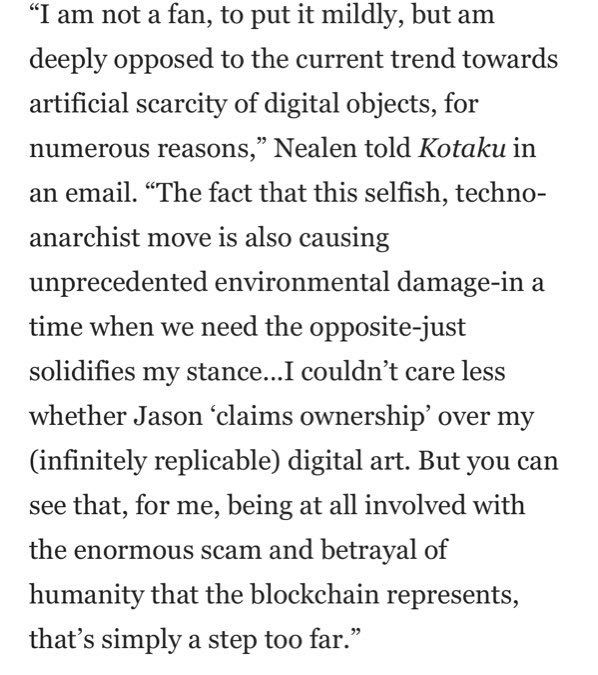 “I am not a fan, to put it mildly, but am
deeply opposed to the current trend towards
artificial scarcity of digital objects, for
numerous reasons,” Nealen told Kotaku in
an email. “The fact that this selfish, techno-
anarchist move is also causing
unprecedented environmental damage-in a
time when we need the opposite-just
solidifies my stance...I couldn’t care less
whether Jason ‘claims ownership’ over my
(infinitely replicable) digital art. But you can
see that, for me, being at all involved with
the enormous scam and betrayal of
humanity that the blockchain represents,
that’s simply a step too far.”